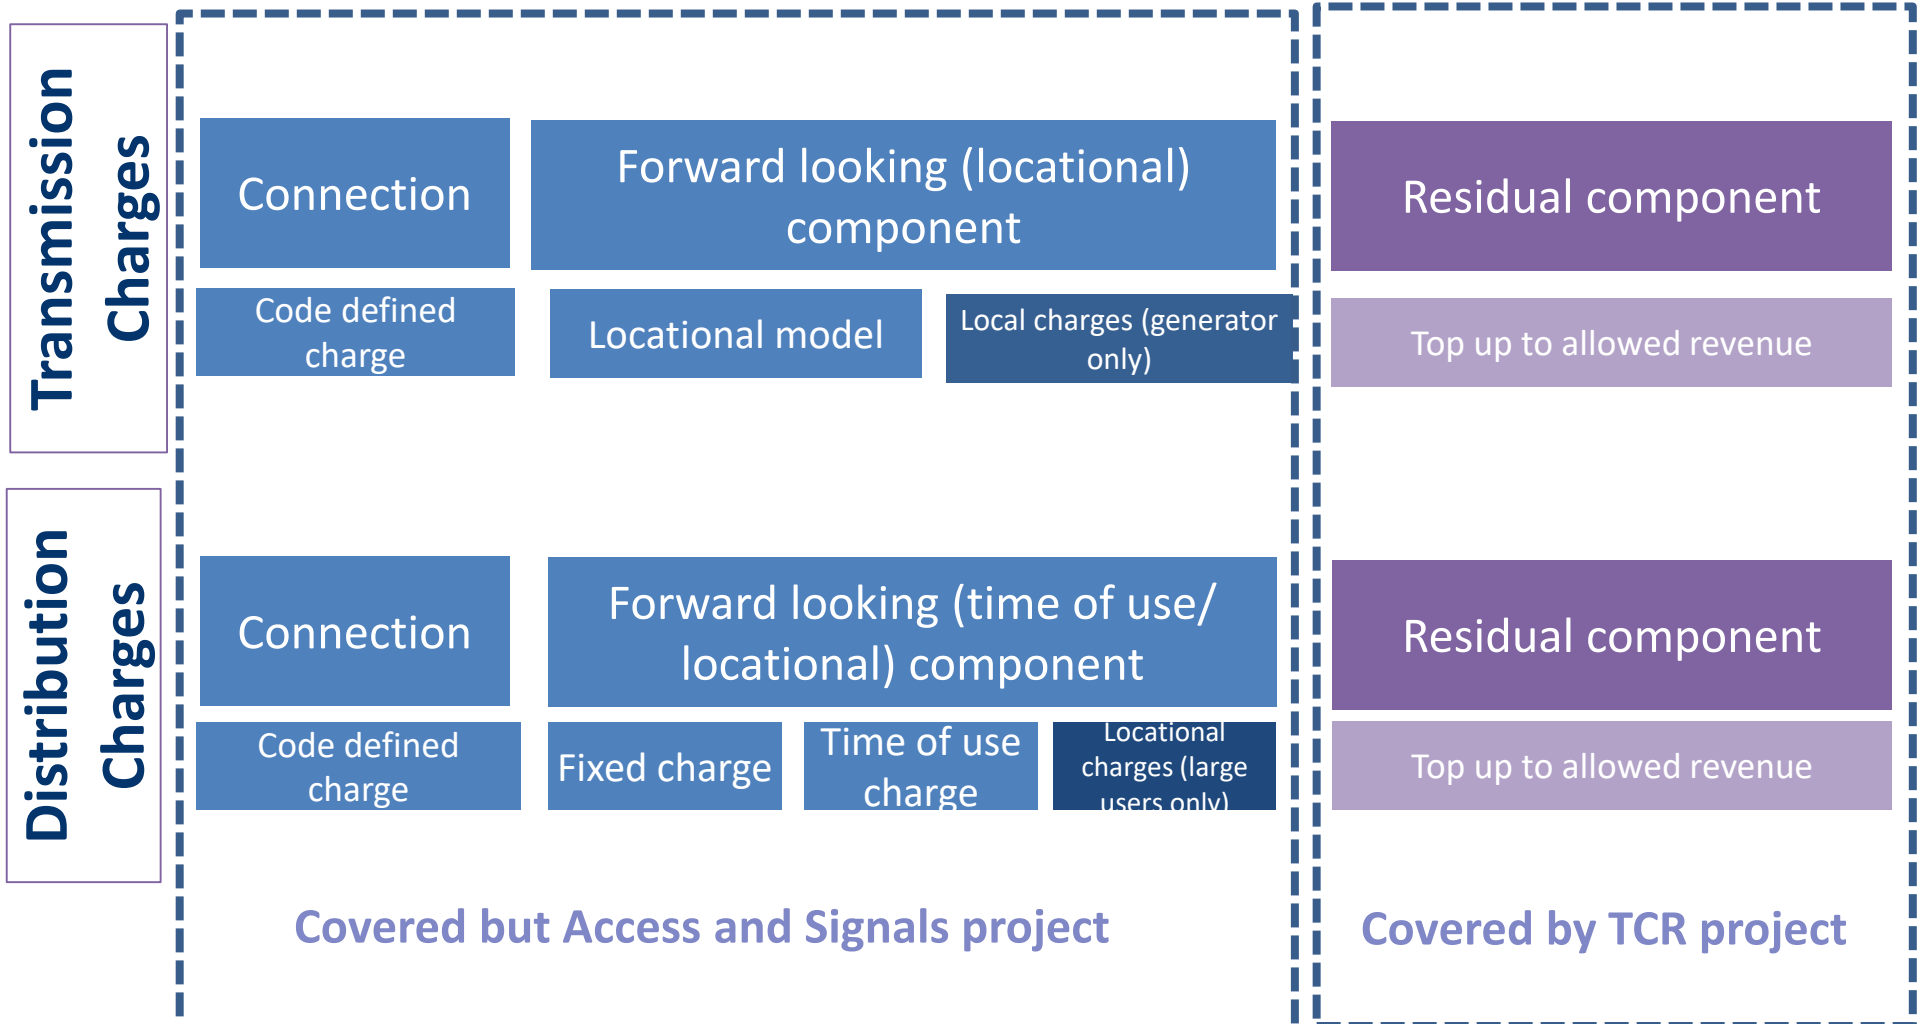 Transmission
Charges
Connection
Forward looking (locational)
component
Residual component
Code defined
charge
Locational model
Local charges (generator
only)
Top up to allowed revenue
Distribution
Charges
Connection
Forward looking (time of use/
locational) component
Residual component
Code defined
charge
Fixed charge
Time of use
charge
Locational
charges (large
users only)
Top up to allowed revenue
Covered but Access and Signals project
Covered by TCR project